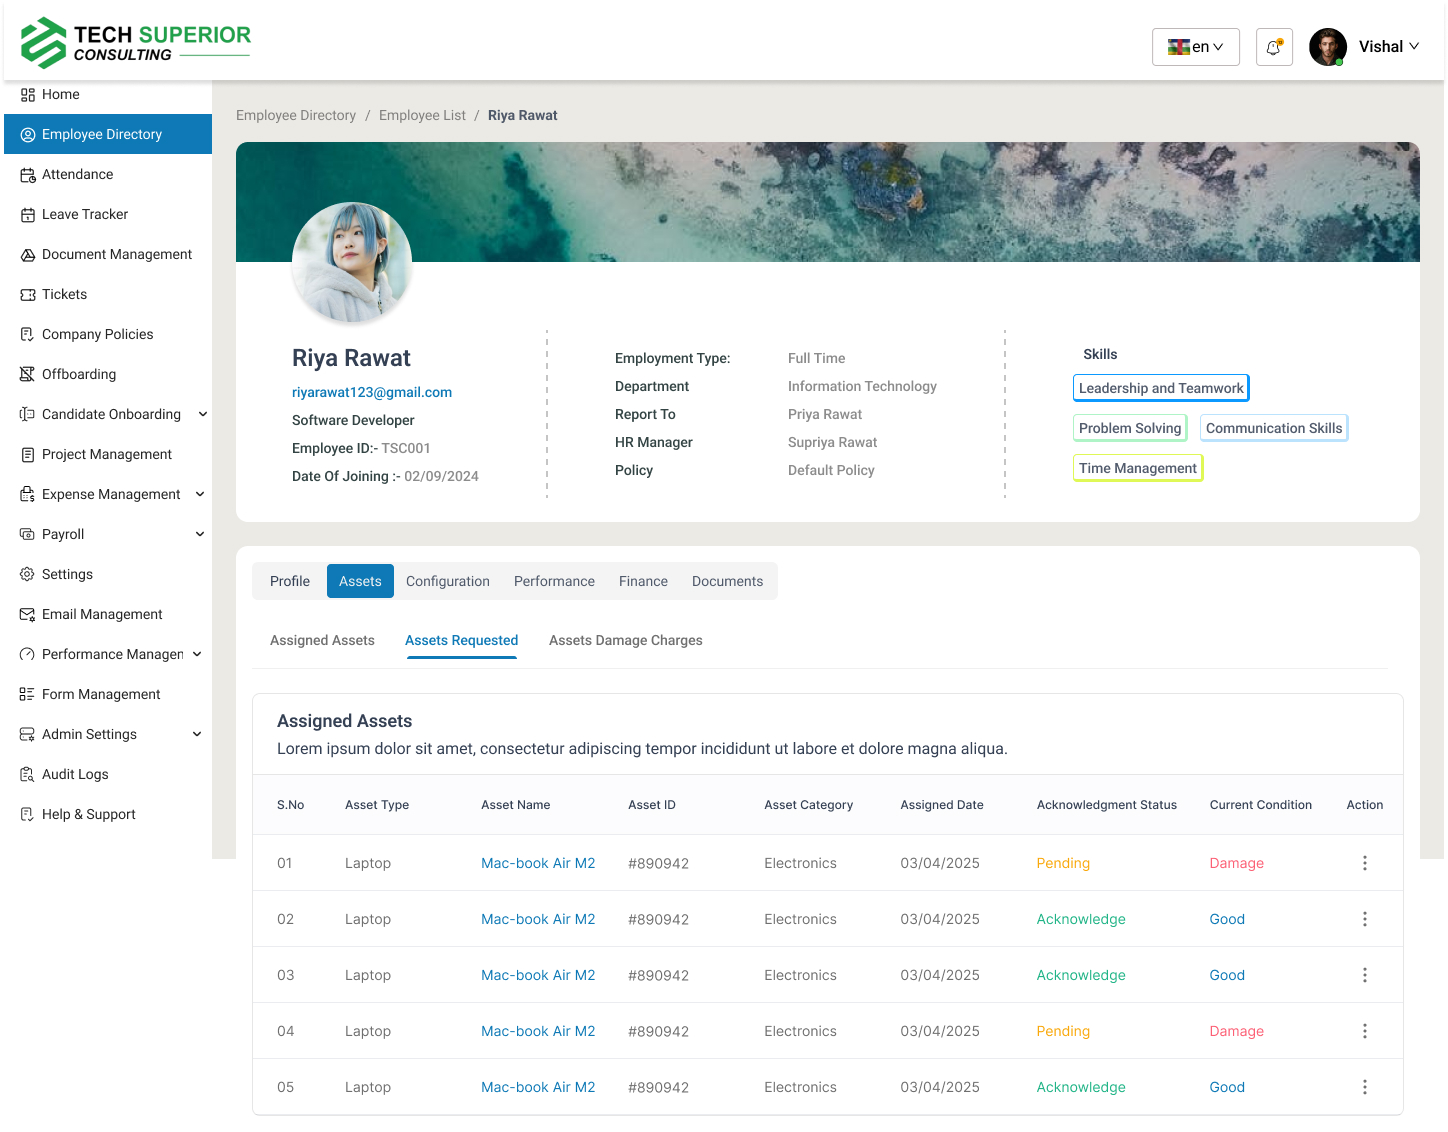 TECH SUPERIOR
CONSULTING
en
Vishal
Home
Employee Directory
Attendance
Leave Tracker
Document Management
Tickets
Company Policies
Offboarding
Candidate Onboarding
Project Management
Expense Management
Payroll
Settings
Email Management
Performance Managen
Form Management
Admin Settings
Audit Logs
Help & Support
Employee Directory / Employee List / Riya Rawat
Riya Rawat
riyarawat123@gmail.com
Software Developer
Employee ID:- TSC001
Date Of Joining :- 02/09/2024
Employment Type: Full Time
Department Information Technology
Report To Priya Rawat
HR Manager Supriya Rawat
Policy Default Policy
Skills
Leadership and Teamwork
Problem Solving Communication Skills
Time Management
Profile Assets Configuration Performance Finance Documents
Assigned Assets Assets Requested Assets Damage Charges
Assigned Assets
Lorem ipsum dolor sit amet, consectetur adipiscing tempor incididunt ut labore et dolore magna aliqua.
S.No Asset Type Asset Name Asset ID Asset Category Assigned Date Acknowledgment Status Current Condition Action
01 Laptop Mac-book Air M2 #890942 Electronics 03/04/2025 Pending Damage
02 Laptop Mac-book Air M2 #890942 Electronics 03/04/2025 Acknowledge Good
03 Laptop Mac-book Air M2 #890942 Electronics 03/04/2025 Acknowledge Good
04 Laptop Mac-book Air M2 #890942 Electronics 03/04/2025 Pending Damage
05 Laptop Mac-book Air M2 #890942 Electronics 03/04/2025 Acknowledge Good